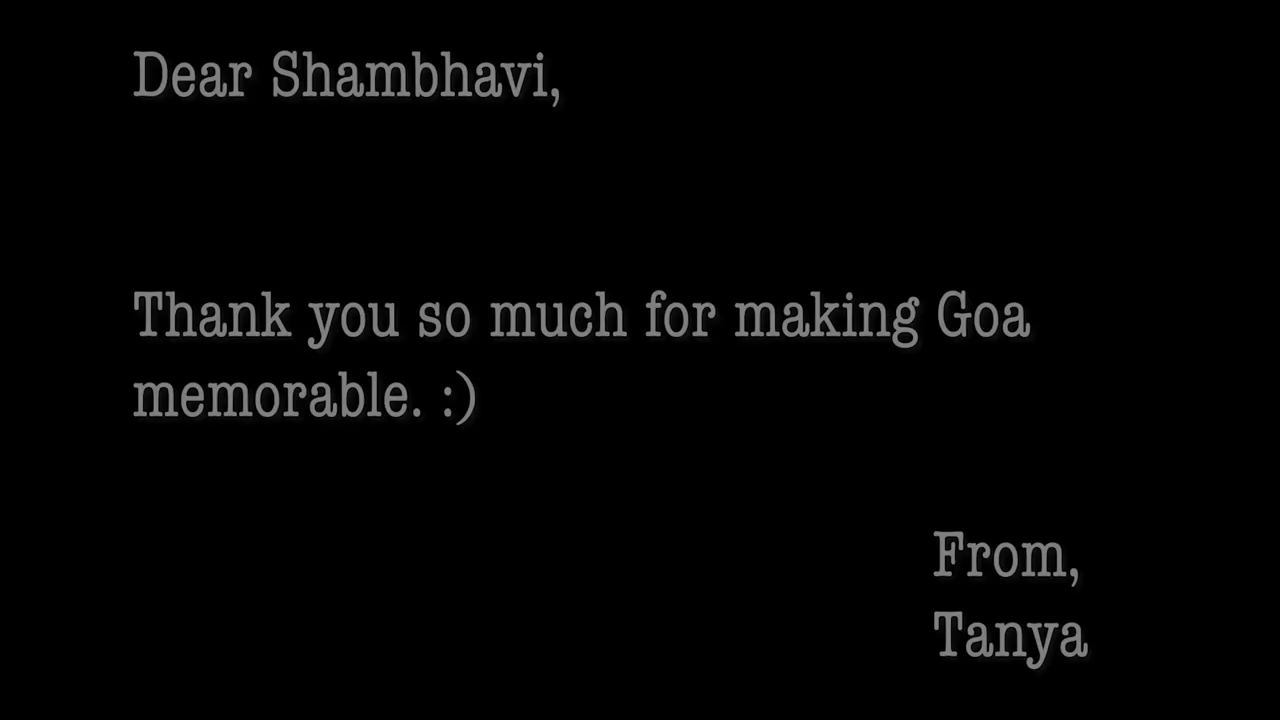 Dear Shambhavi,
Thank you so much for making Goa
memorable. :)
From,
Tanya